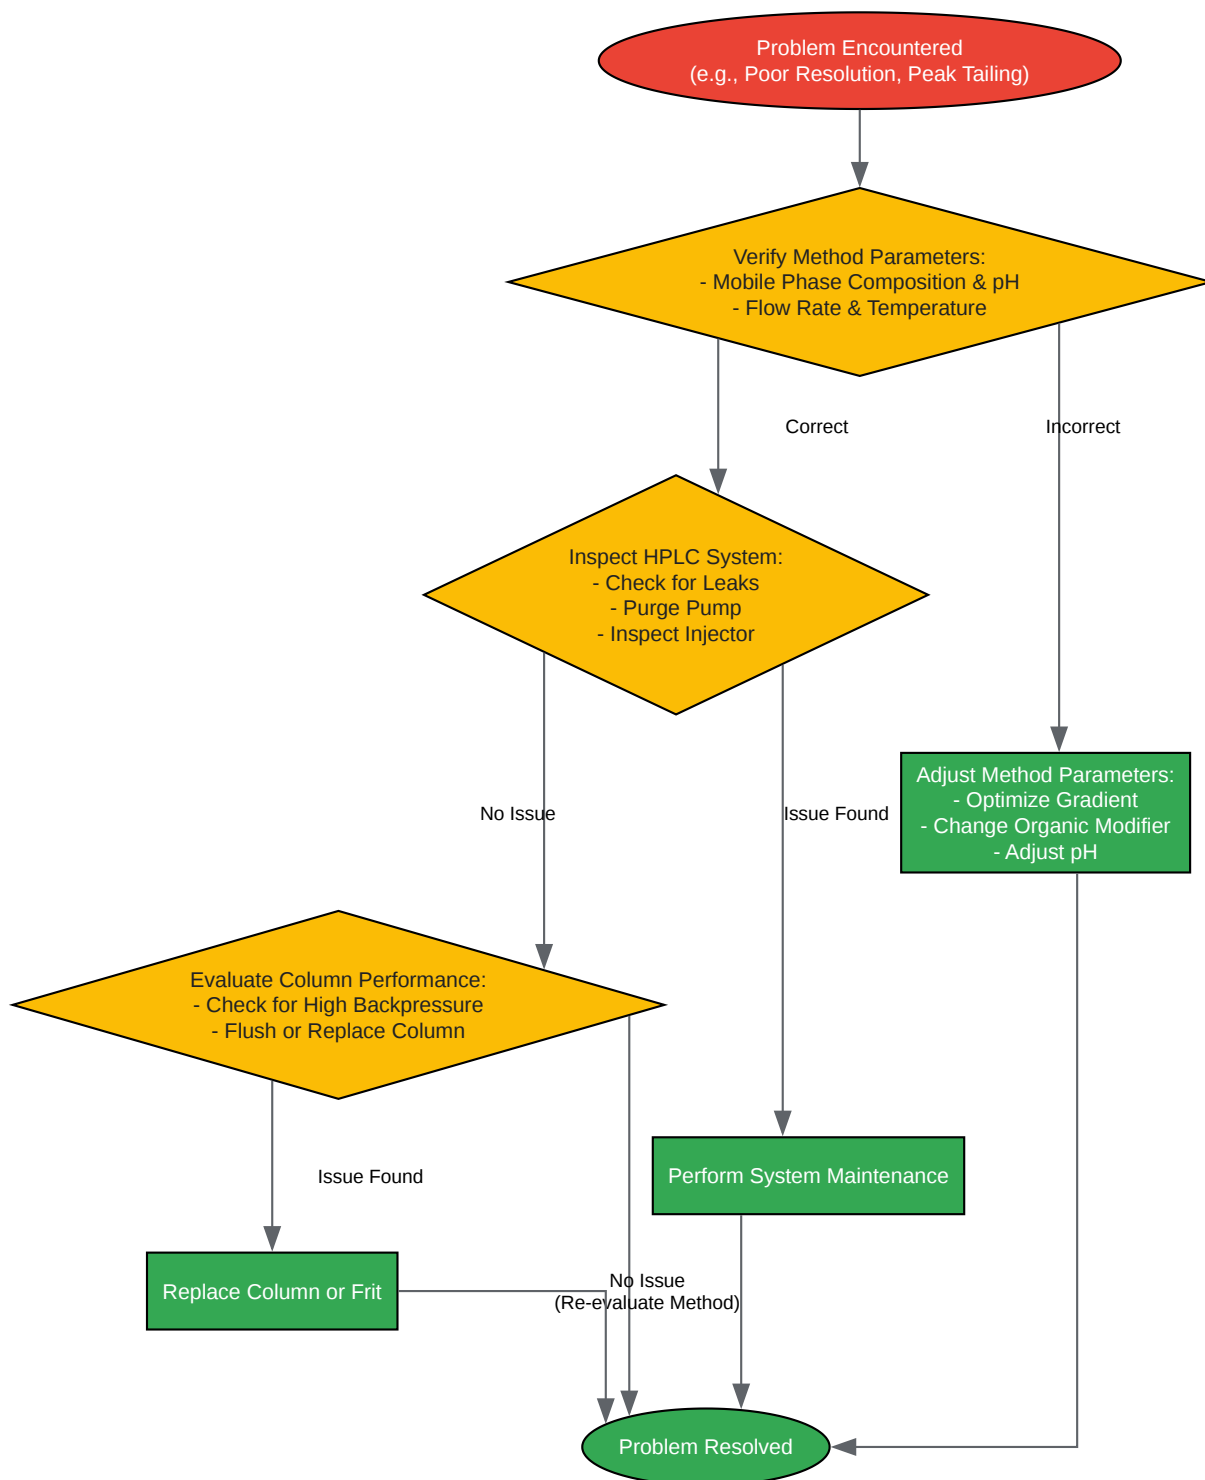 Problem Encountered
(e.g., Poor Resolution, Peak Tailing)
Verify Method Parameters:
- Mobile Phase Composition & pH
- Flow Rate & Temperature
Correct
Incorrect
Inspect HPLC System:
- Check for Leaks
- Purge Pump
- Inspect Injector
No Issue
Issue Found
Adjust Method Parameters:
- Optimize Gradient
- Change Organic Modifier
- Adjust pH
Evaluate Column Performance:
- Check for High Backpressure
- Flush or Replace Column
Issue Found
Perform System Maintenance
Replace Column or Frit
No Issue
(Re-evaluate Method)
Problem Resolved